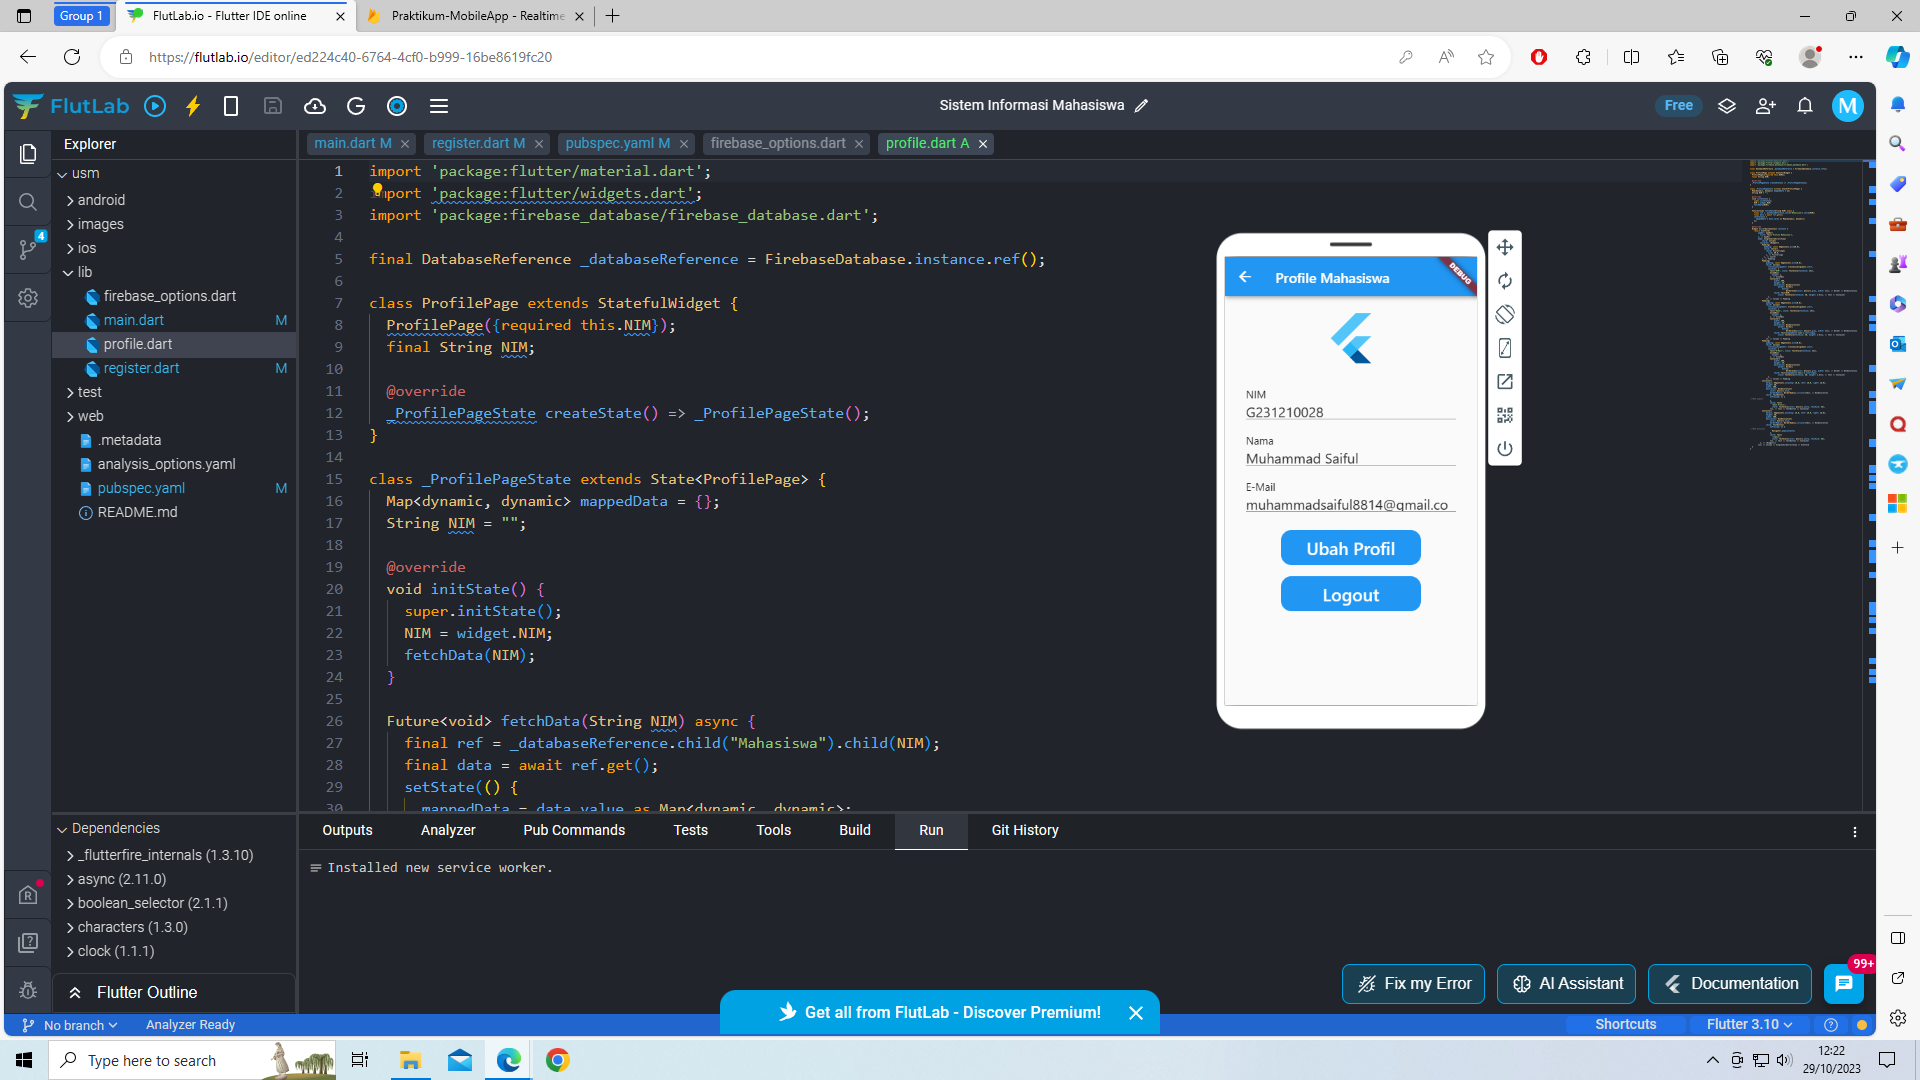 Group 1
FlutLab.io - Flutter IDE online
Praktikum-MobileApp - Realtime
https://flutlab.io/editor/ed224c40-6764-4cf0-b999-16be8619fc20
FlutLab
Sistem Informasi Mahasiswa
Free
M
Explorer
main.dart M
register.dart M
pubspec.yaml M
firebase_options.dart
profile.dart A
usm
android
images
ios
lib
firebase_options.dart
main.dart M
profile.dart
register.dart M
test
web
.metadata
analysis_options.yaml
pubspec.yaml M
README.md
4
1 import 'package:flutter/material.dart';
2 import 'package:flutter/widgets.dart';
3 import 'package:firebase_database/firebase_database.dart';
4
5 final DatabaseReference _databaseReference = FirebaseDatabase.instance.ref();
6
7 class ProfilePage extends StatefulWidget {
8 ProfilePage({required this.NIM});
9 final String NIM;
10
11 @override
12 _ProfilePageState createState() => _ProfilePageState();
13 }
14
15 class _ProfilePageState extends State<ProfilePage> {
16 Map<dynamic, dynamic> mappedData = {};
17 String NIM = "";
18
19 @override
20 void initState() {
21 super.initState();
22 NIM = widget.NIM;
23 fetchData(NIM);
24 }
25
26 Future<void> fetchData(String NIM) async {
27 final ref = _databaseReference.child("Mahasiswa").child(NIM);
28 final data = await ref.get();
29 setState(() {
30 mappedData = data.value as Map<dynamic, dynamic>;
Profile Mahasiswa
DEBUG
NIM
G231210028
Nama
Muhammad Saiful
E-Mail
muhammadsaiful8814@gmail.co
Ubah Profil
Logout
Dependencies
_flutterfire_internals (1.3.10)
async (2.11.0)
boolean_selector (2.1.1)
characters (1.3.0)
clock (1.1.1)
Flutter Outline
Outputs
Analyzer
Pub Commands
Tests
Tools
Build
Run
Git History
Installed new service worker.
Fix my Error
AI Assistant
Documentation
99+
Get all from FlutLab - Discover Premium!
No branch
Analyzer Ready
Shortcuts
Flutter 3.10
Type here to search
12:22
29/10/2023